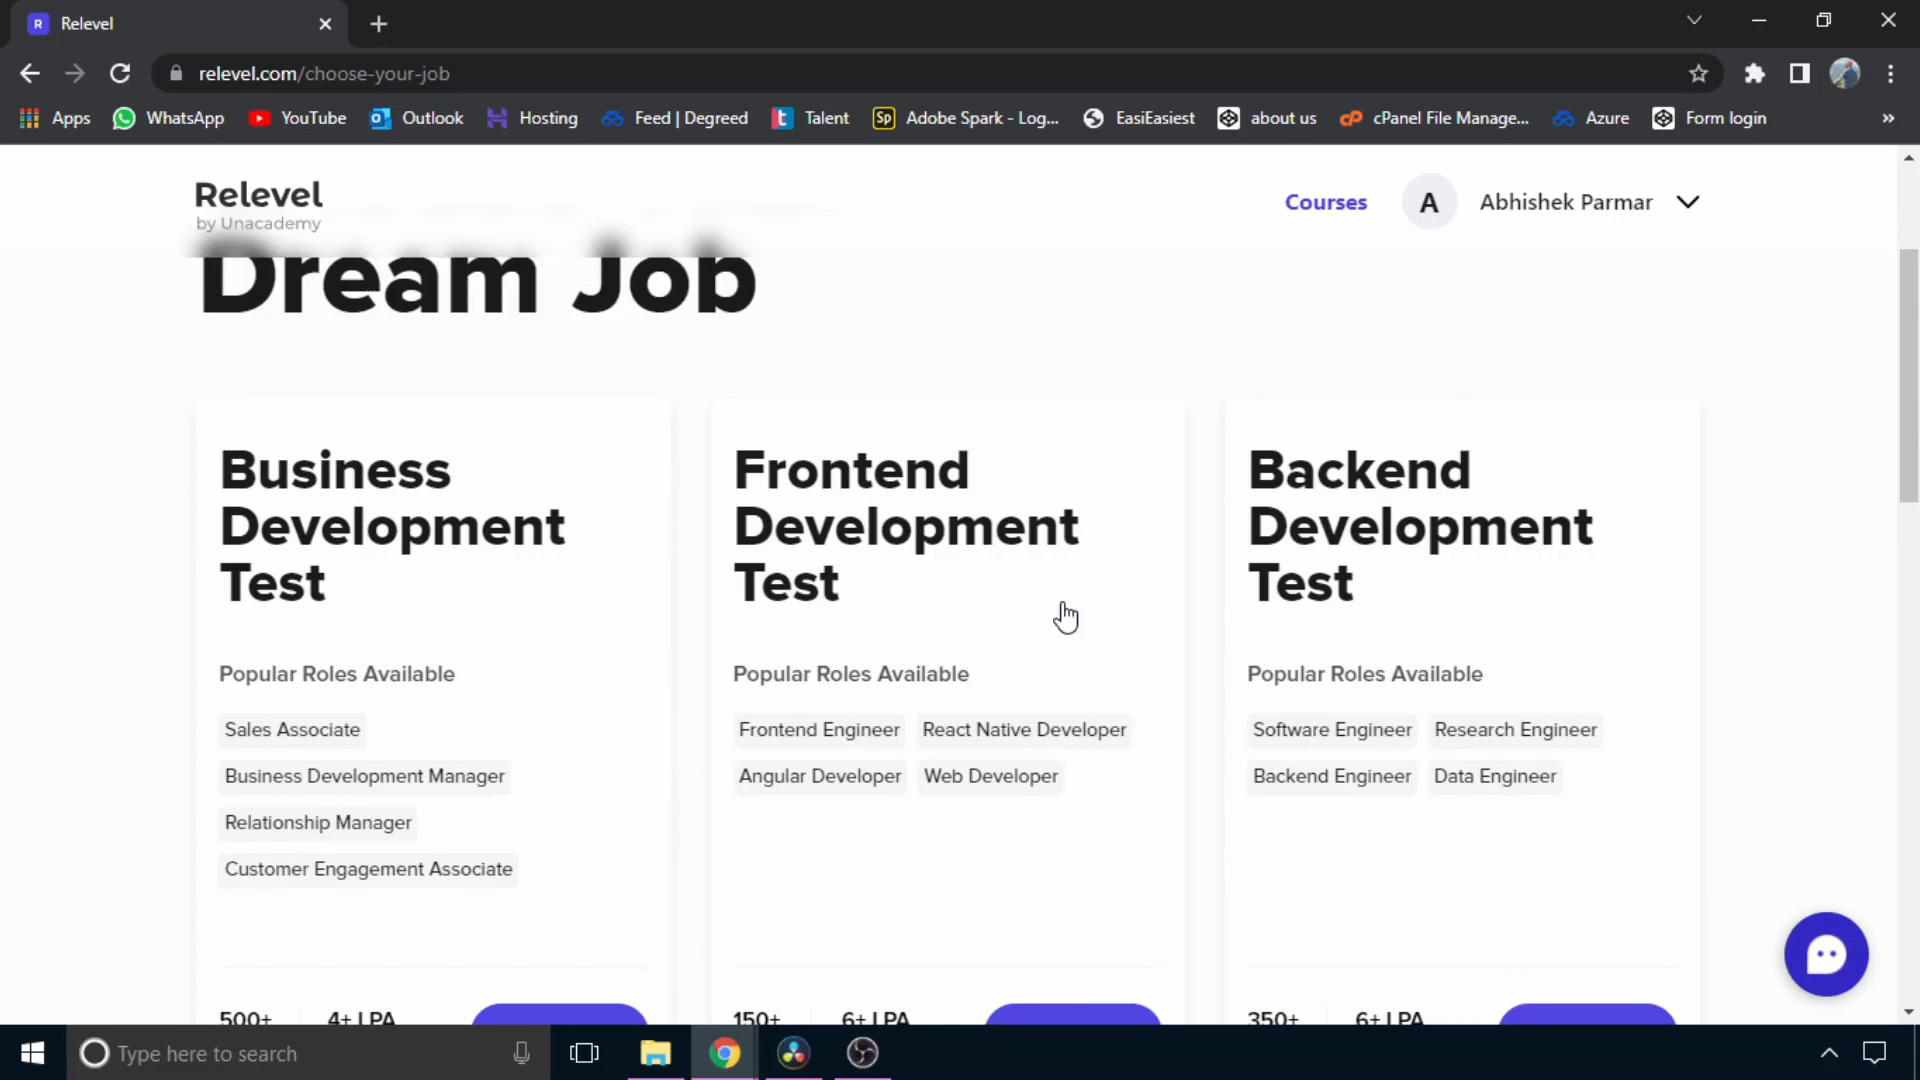 R Relevel
relevel.com/choose-your-job
Apps WhatsApp YouTube Outlook Hosting Feed | Degreed Talent Sp Adobe Spark - Log... EasiEasiest about us cP cPanel File Manage... Azure Form login »
Relevel
by Unacademy
Courses A Abhishek Parmar
Dream Job
Business
Development
Test
Popular Roles Available
Sales Associate
Business Development Manager
Relationship Manager
Customer Engagement Associate
500+ 4+ LPA
Frontend
Development
Test
Popular Roles Available
Frontend Engineer React Native Developer
Angular Developer Web Developer
150+ 6+ LPA
Backend
Development
Test
Popular Roles Available
Software Engineer Research Engineer
Backend Engineer Data Engineer
350+ 6+ LPA
Type here to search